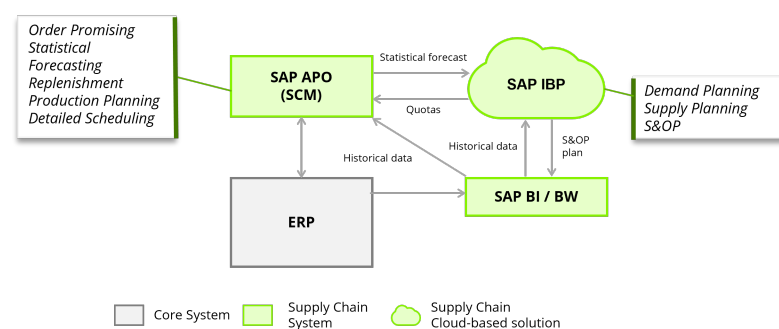 Order Promising
Statistical
Forecasting
Replenishment
Production Planning
Detailed Scheduling
SAP APO
(SCM)
Statistical forecast
Quotas
SAP IBP
Demand Planning
Supply Planning
S&OP
Historical data
Historical data
S&OP
plan
ERP
SAP BI / BW
Core System
Supply Chain
System
Supply Chain
Cloud-based solution